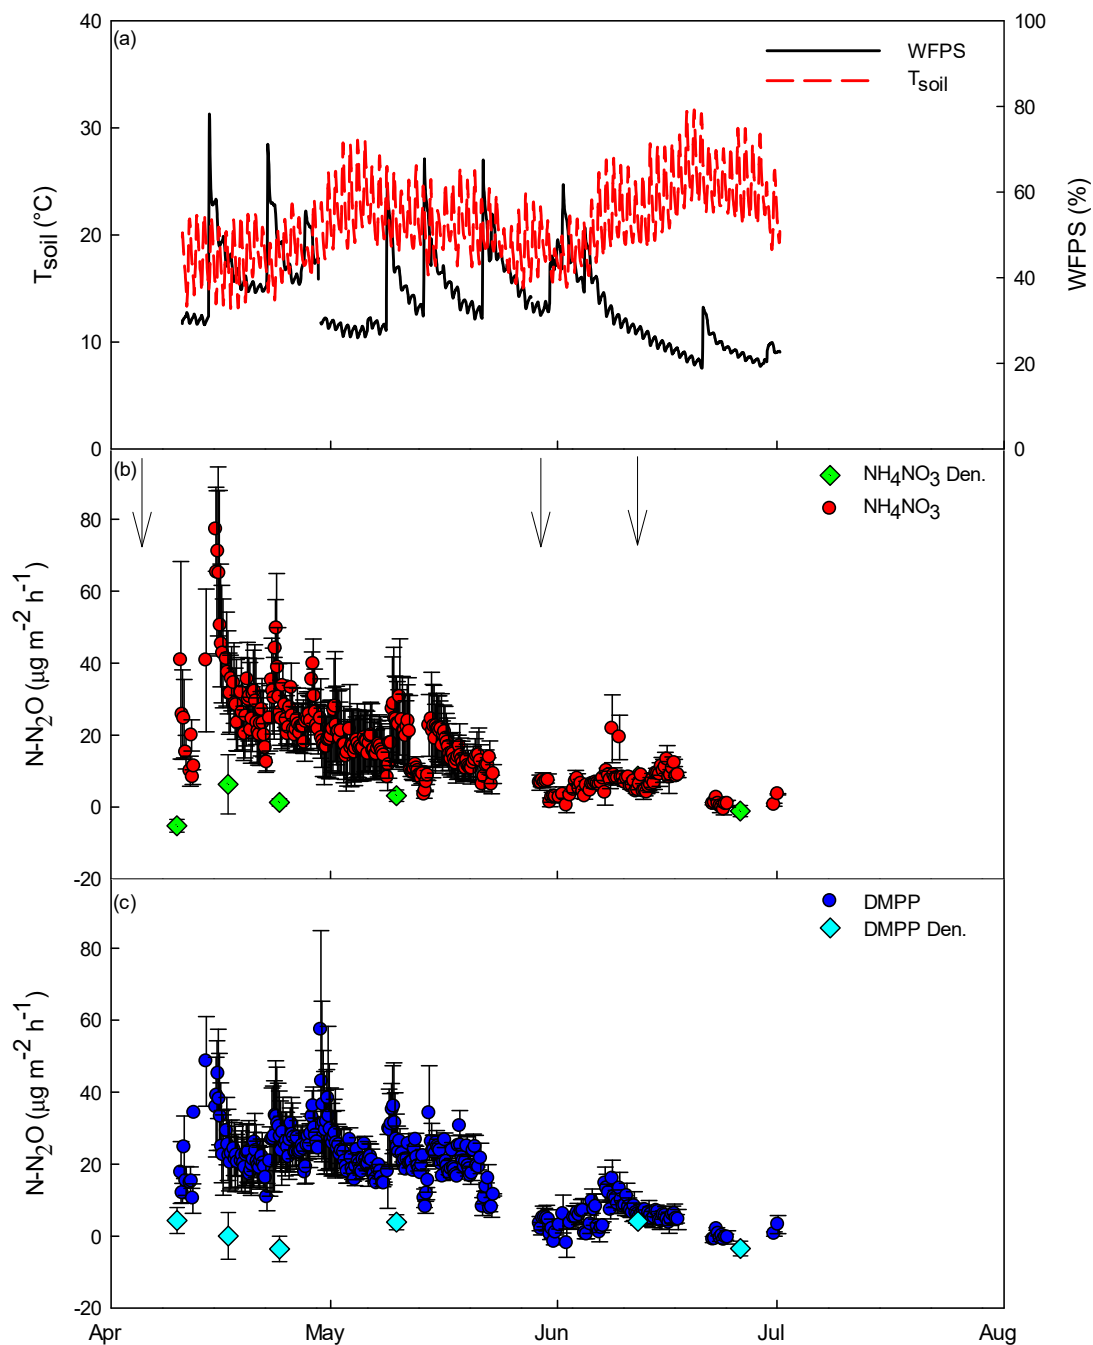 40
(a)
100
WFPS
Tsoil
80
30
60
20
Tsoil (°C)
WFPS (%)
40
10
20
0
0
(b)
NH4NO3 Den.
NH4NO3
80
60
40
N-N2O (µg m-2 h-1)
20
0
-20
(c)
DMPP
DMPP Den.
80
60
40
N-N2O (µg m-2 h-1)
20
0
-20
Apr May Jun Jul Aug